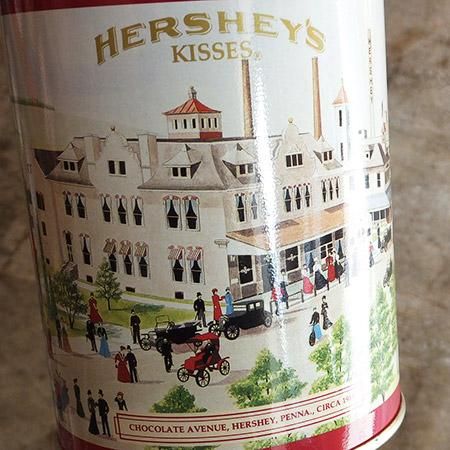 HERSHEY'S
KISSES®
CHOCOLATE AVENUE, HERSHEY, PENNA., CIRCA